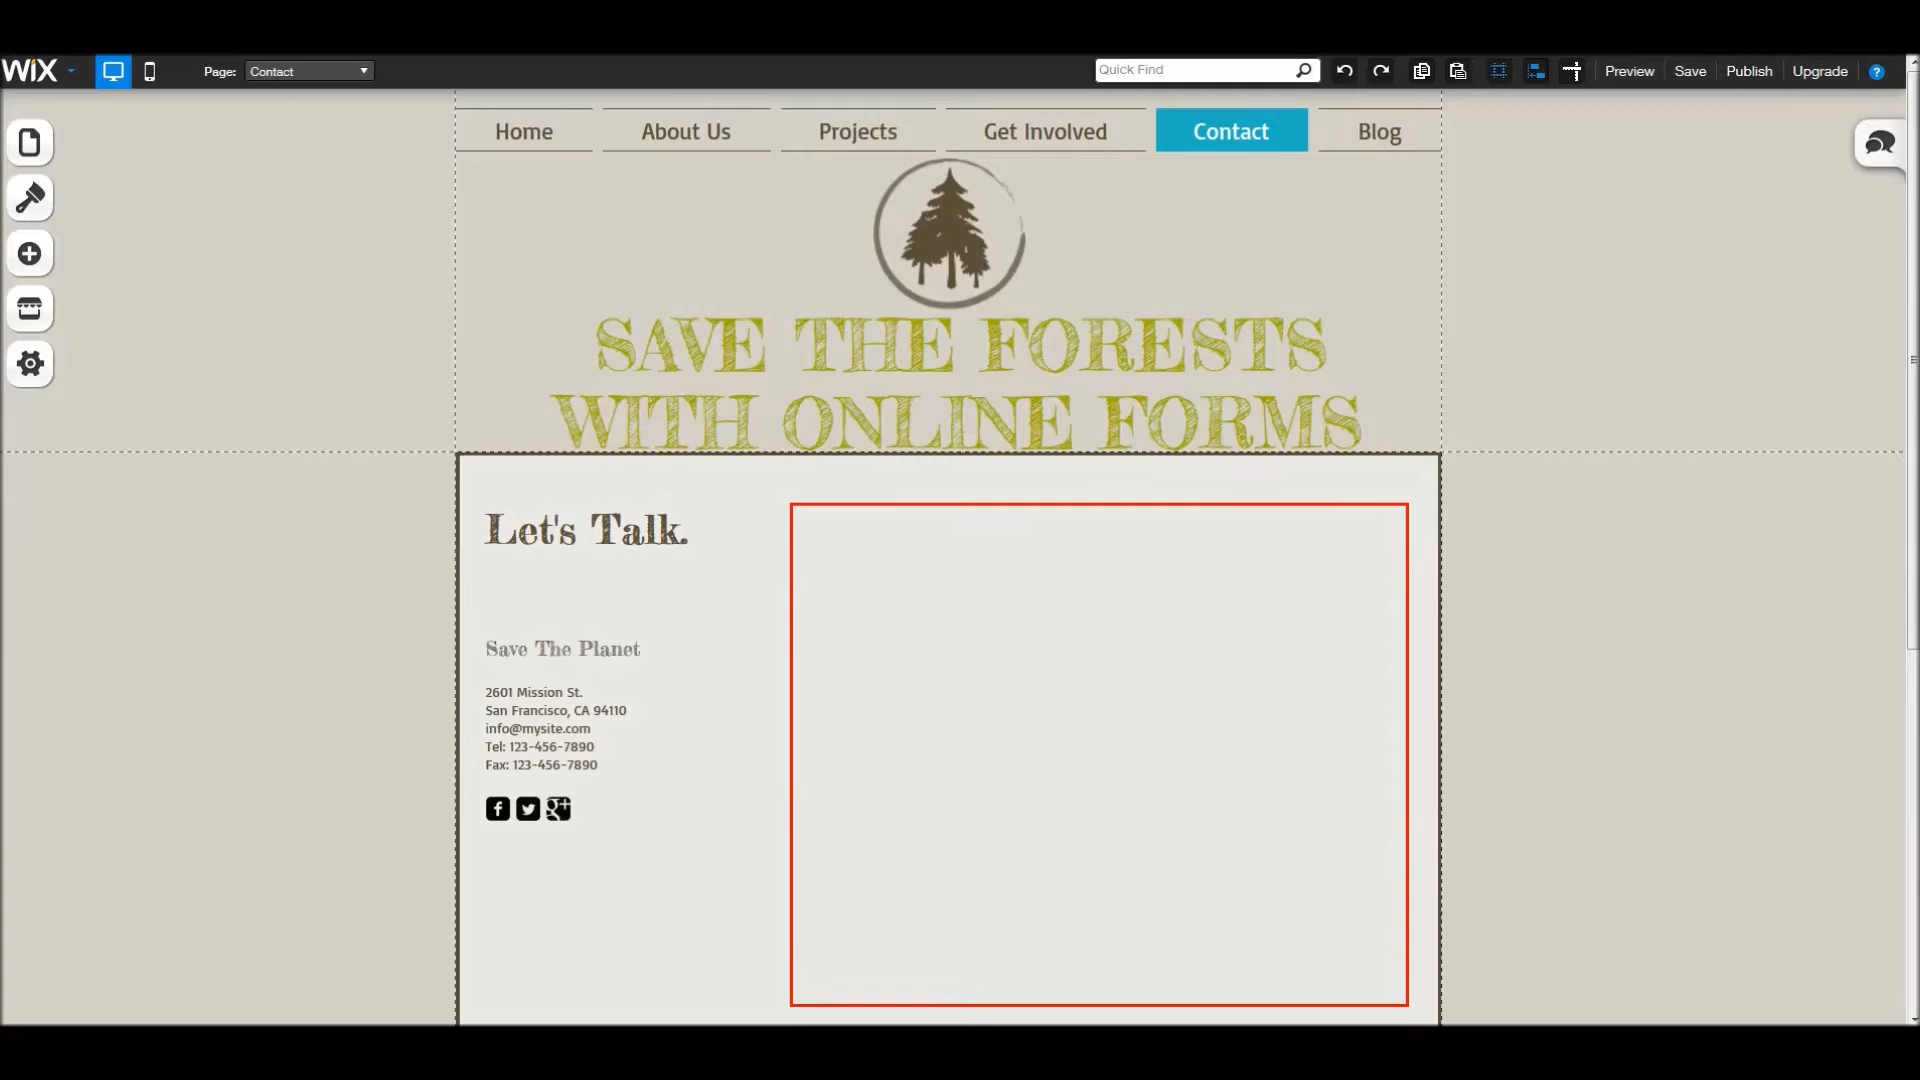 WiX
Page: Contact
Quick Find
Preview Save Publish Upgrade ?
Home About Us Projects Get Involved Contact Blog
SAVE THE FORESTS
WITH ONLINE FORMS
Let's Talk.
Save The Planet
2601 Mission St.
San Francisco, CA 94110
info@mysite.com
Tel: 123-456-7890
Fax: 123-456-7890